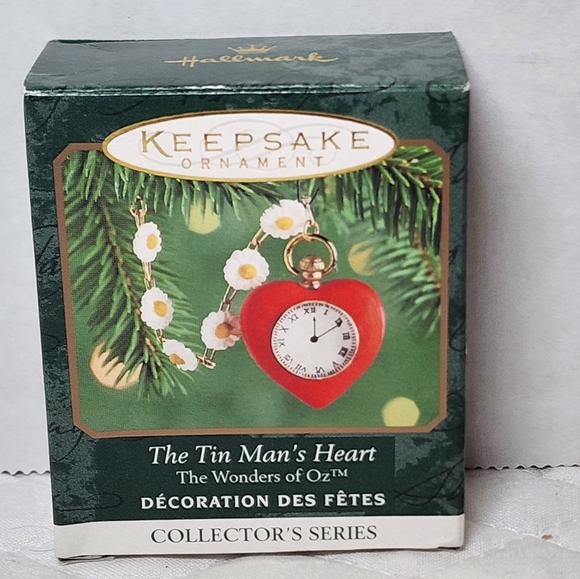 Hallmark
KEEPSAKE
ORNAMENT
The Tin Man's Heart
The Wonders of Oz™
DÉCORATION DES FÊTES
COLLECTOR'S SERIES